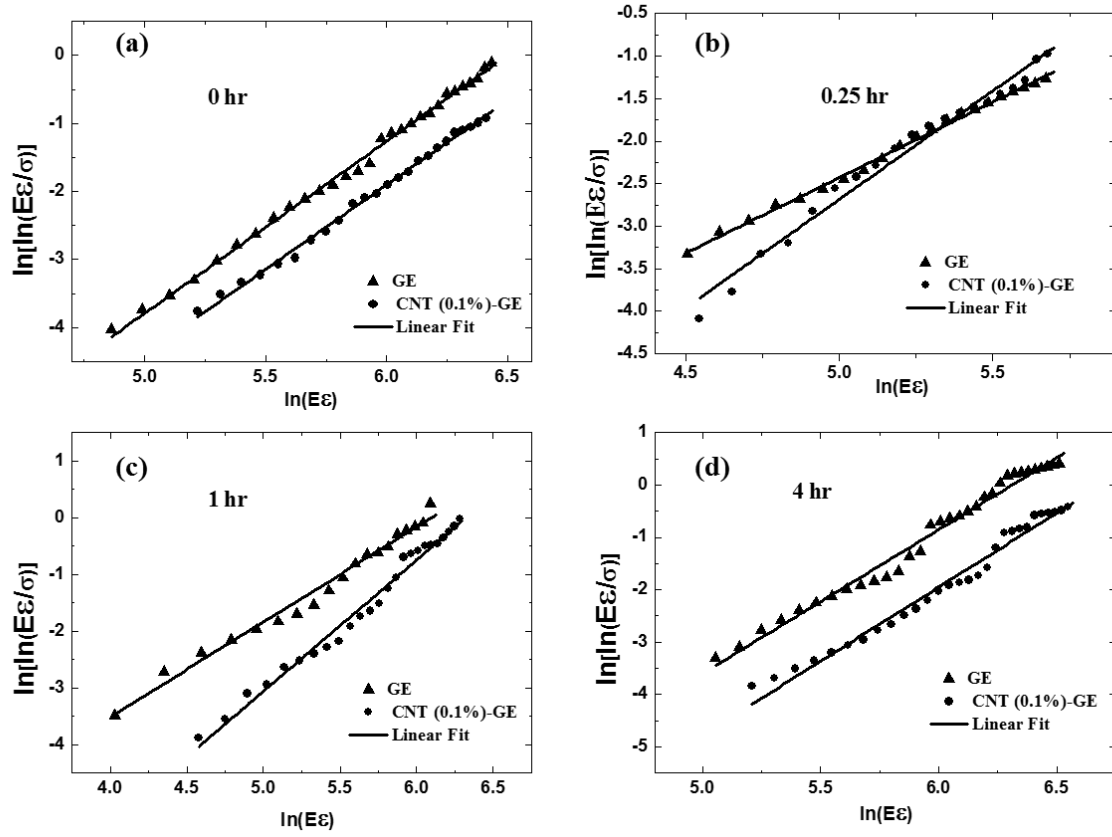 (a)
0 hr
ln[ln(Eε/σ)]
0
-1
-2
-3
-4
GE
CNT (0.1%)-GE
Linear Fit
5.0 5.5 6.0 6.5
ln(Eε)
(b)
0.25 hr
ln[ln(Eε/σ)]
-0.5
-1.0
-1.5
-2.0
-2.5
-3.0
-3.5
-4.0
-4.5
GE
CNT (0.1%)-GE
Linear Fit
4.5 5.0 5.5
ln(Eε)
(c)
1 hr
ln[ln(Eε/σ)]
1
0
-1
-2
-3
-4
GE
CNT (0.1%)-GE
Linear Fit
4.0 4.5 5.0 5.5 6.0 6.5
ln(Eε)
(d)
4 hr
ln[ln(Eε/σ)]
1
0
-1
-2
-3
-4
-5
GE
CNT (0.1%)-GE
Linear Fit
5.0 5.5 6.0 6.5
ln(Eε)